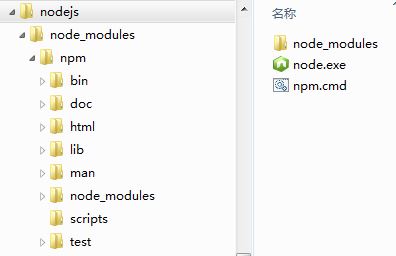 nodejs
node_modules
npm
bin
doc
html
lib
man
node_modules
scripts
test
名称
node_modules
node.exe
npm.cmd